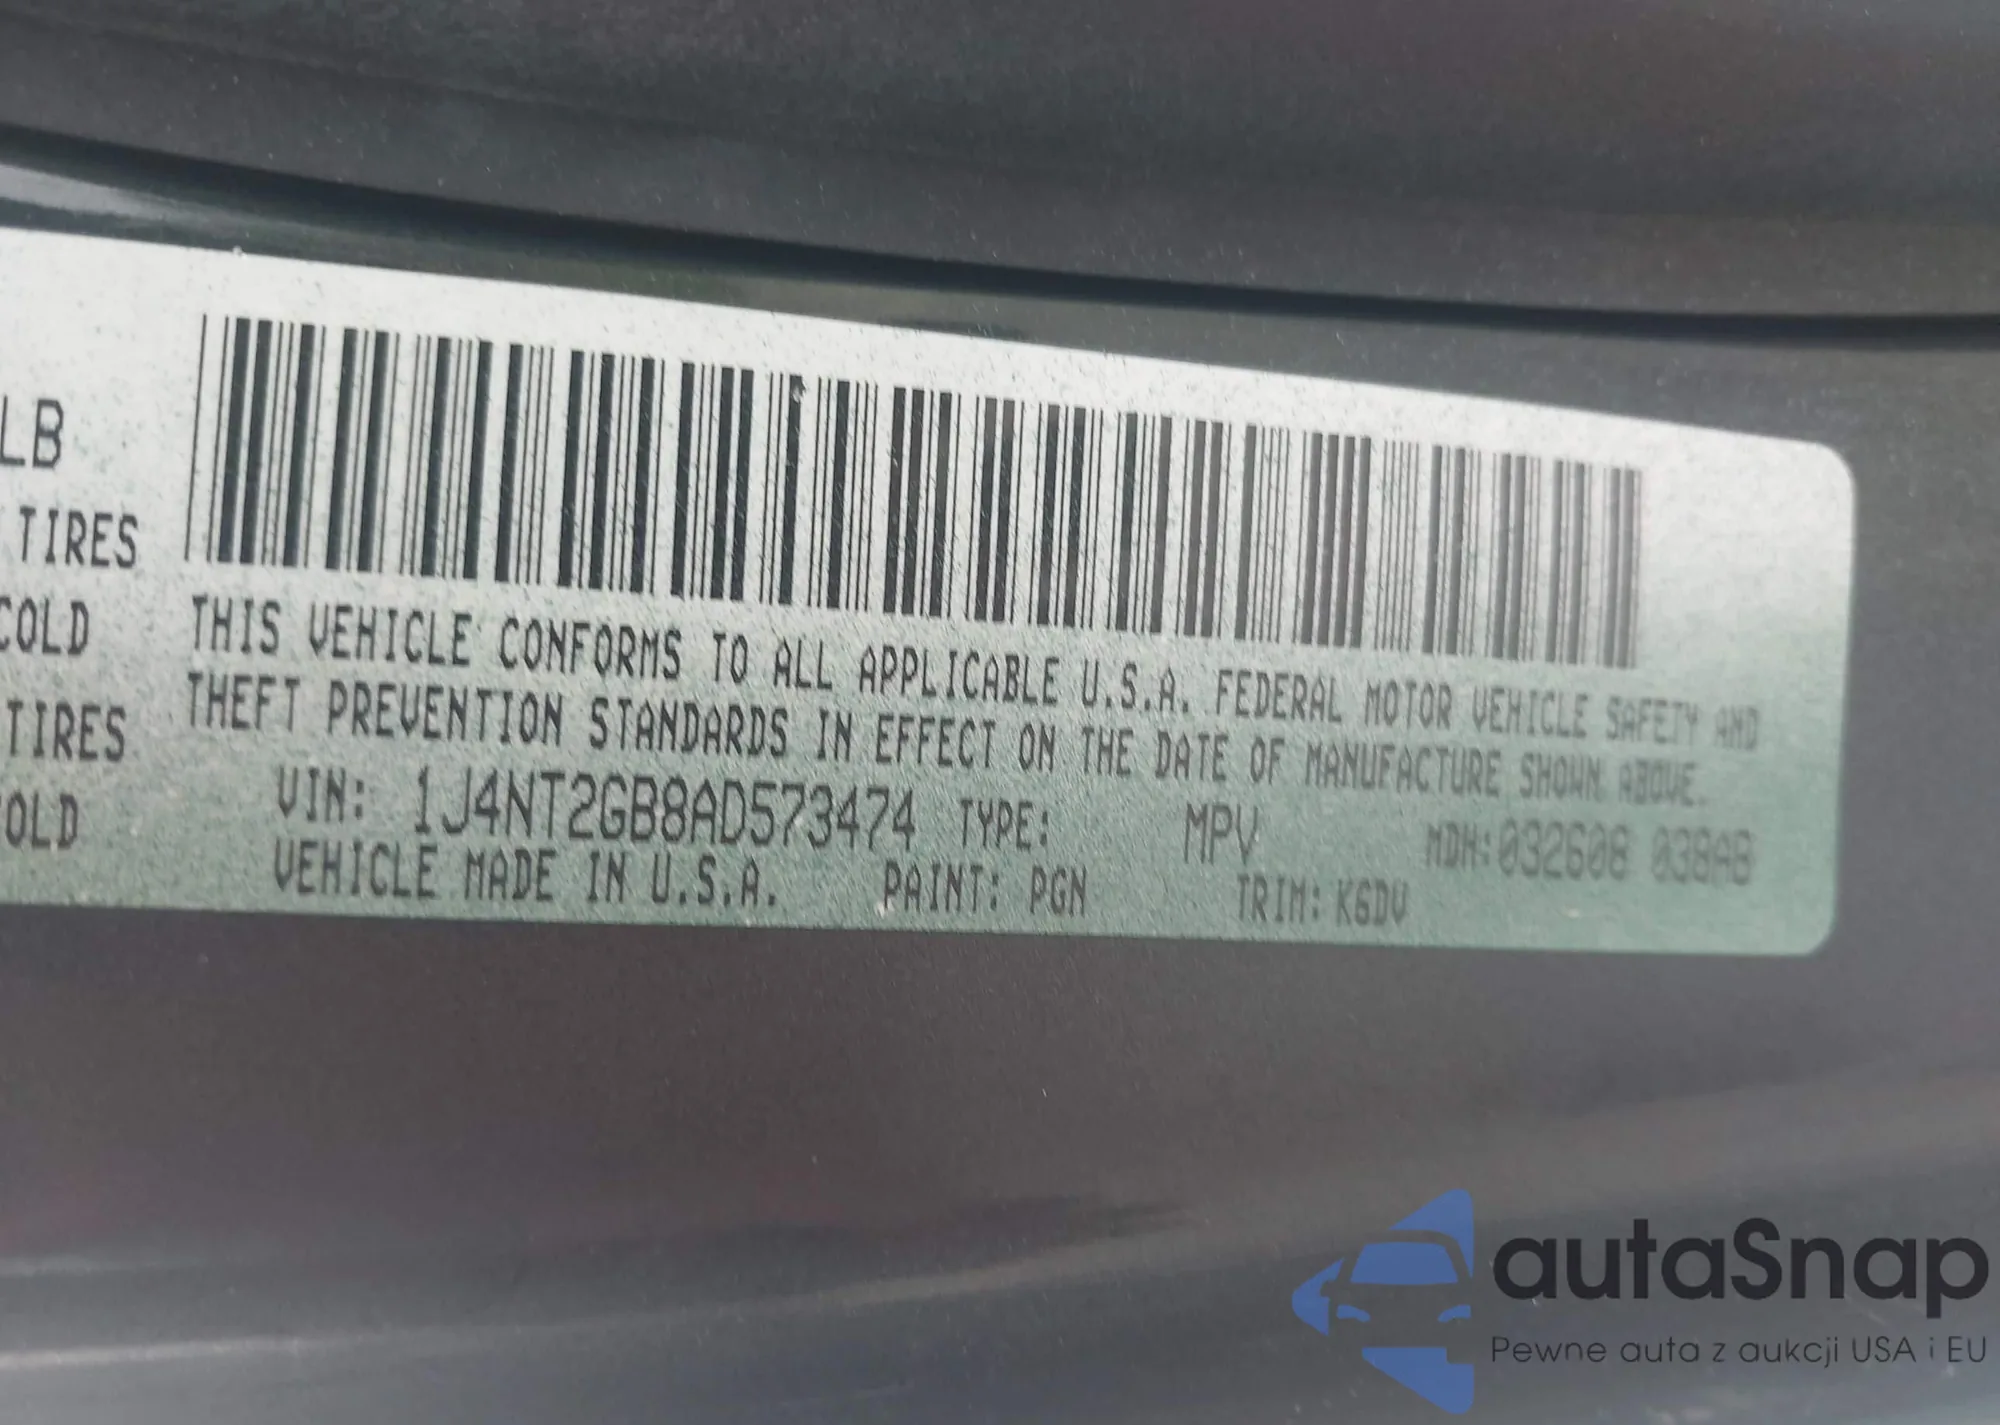 LB
TIRES
COLD
TIRES
OLD
THIS VEHICLE CONFORMS TO ALL APPLICABLE U.S.A. FEDERAL MOTOR VEHICLE SAFETY AND
THEFT PREVENTION STANDARDS IN EFFECT ON THE DATE OF MANUFACTURE SHOWN ABOVE.
VIN: 1J4NT2GB8AD573474 TYPE: MPV MDH:032608 038AB
VEHICLE MADE IN U.S.A. PAINT: PGN TRIM: K6DV
autaSnap
Pewne auta z aukcji USA i EU